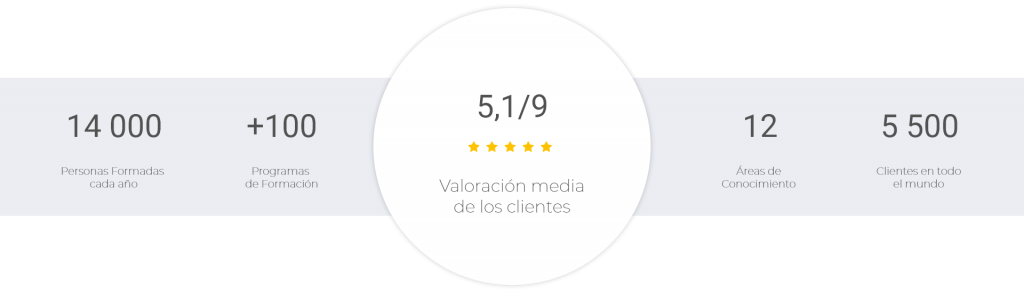 14 000
Personas Formadas
cada año
+100
Programas
de Formación
5,1/9
Valoración media
de los clientes
12
Áreas de
Conocimiento
5 500
Clientes en todo
el mundo